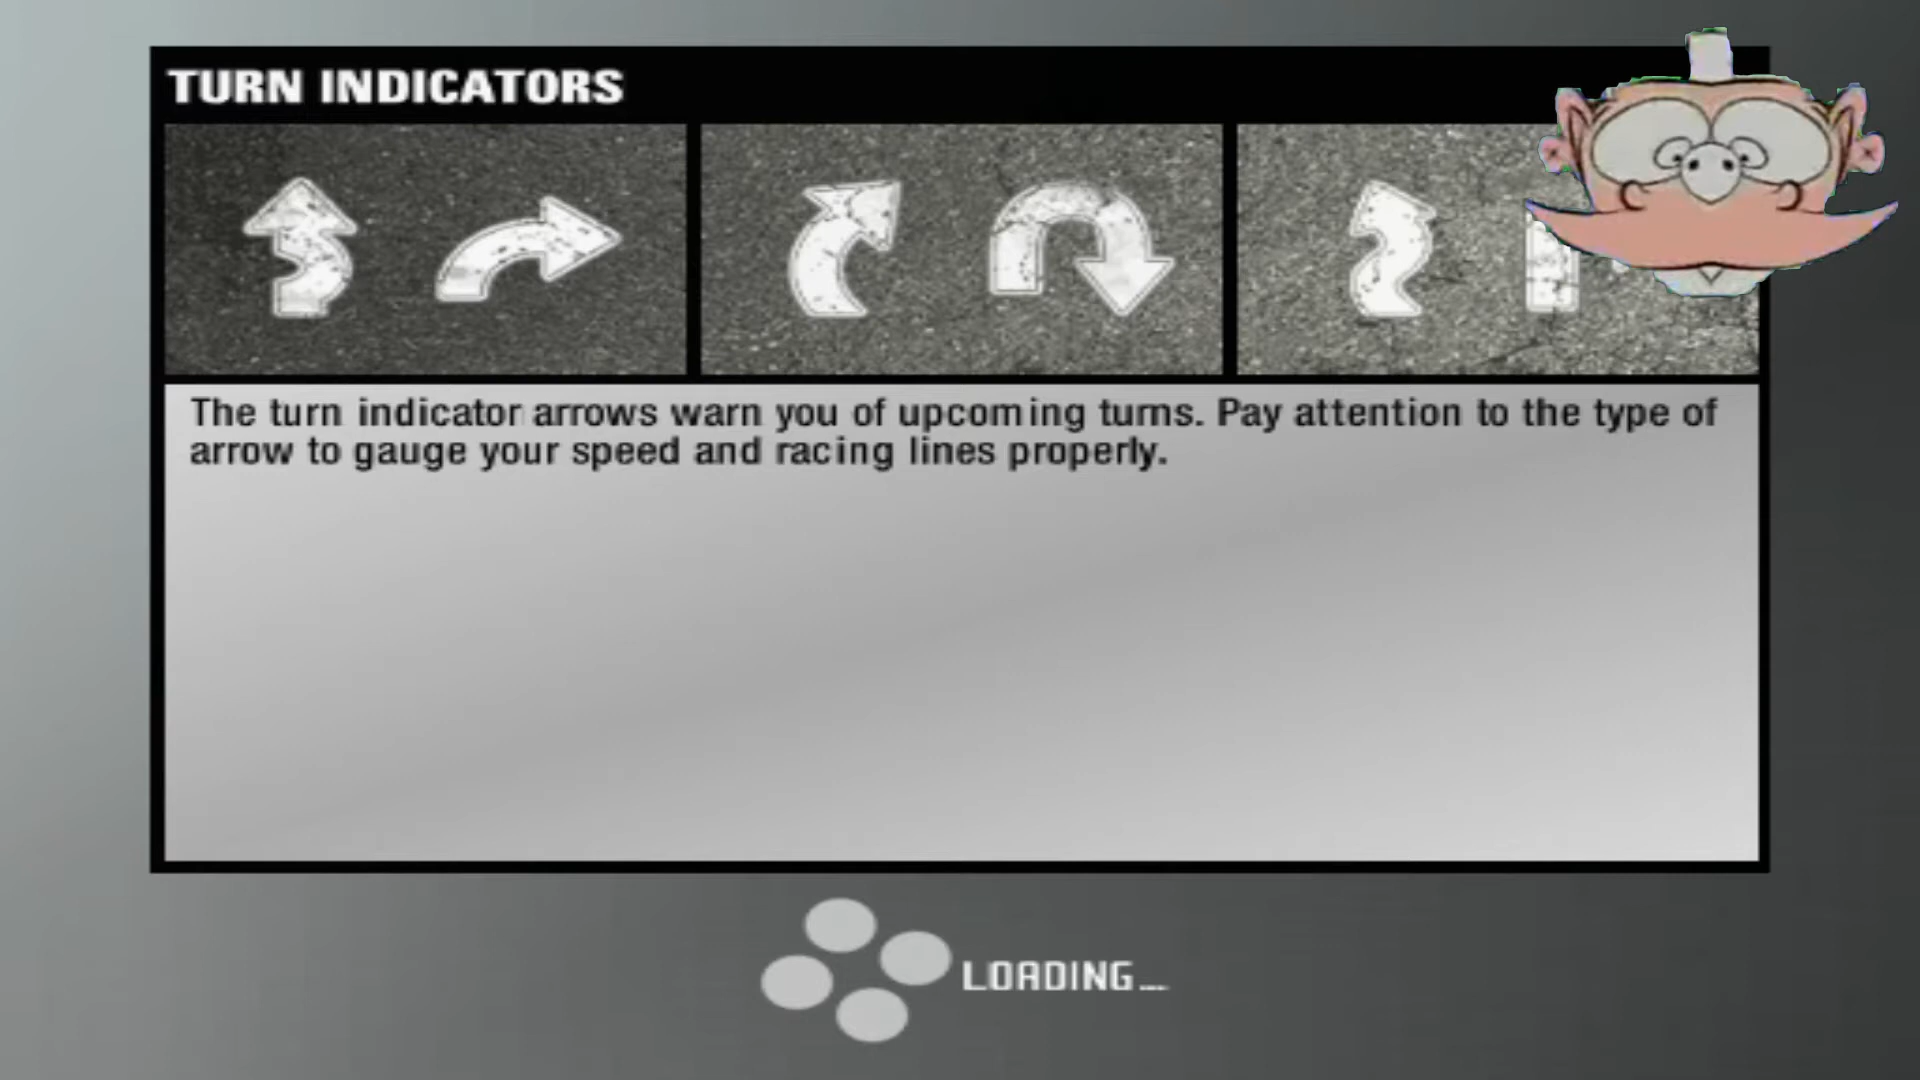 TURN INDICATORS
The turn indicator arrows warn you of upcoming turns. Pay attention to the type of
arrow to gauge your speed and racing lines properly.
LOADING...